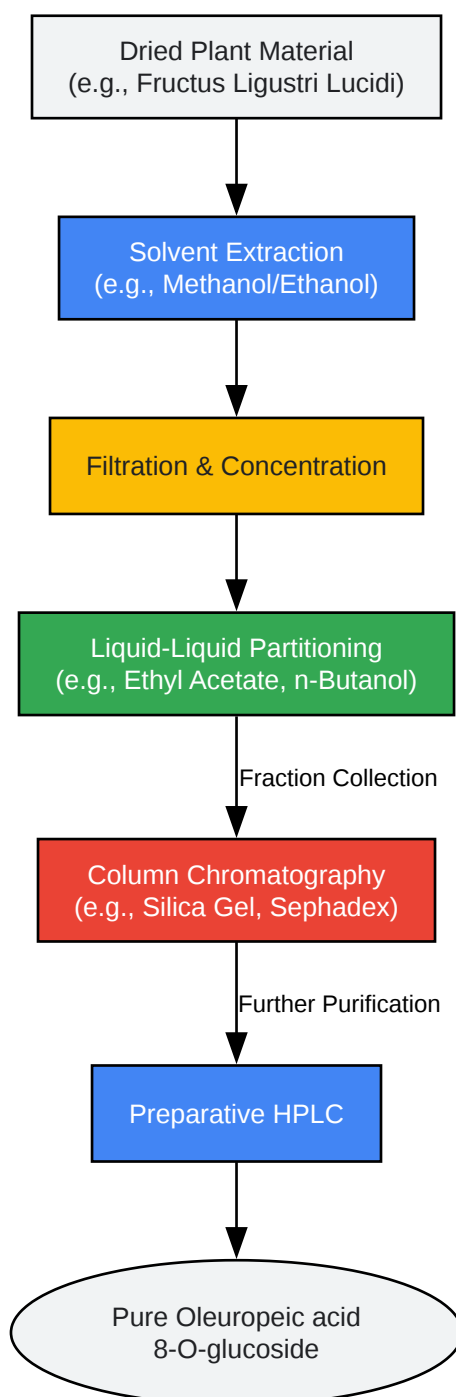 Dried Plant Material
(e.g., Fructus Ligustri Lucidi)
Solvent Extraction
(e.g., Methanol/Ethanol)
Filtration & Concentration
Liquid-Liquid Partitioning
(e.g., Ethyl Acetate, n-Butanol)
Fraction Collection
Column Chromatography
(e.g., Silica Gel, Sephadex)
Further Purification
Preparative HPLC
Pure Oleuropeic acid
8-O-glucoside